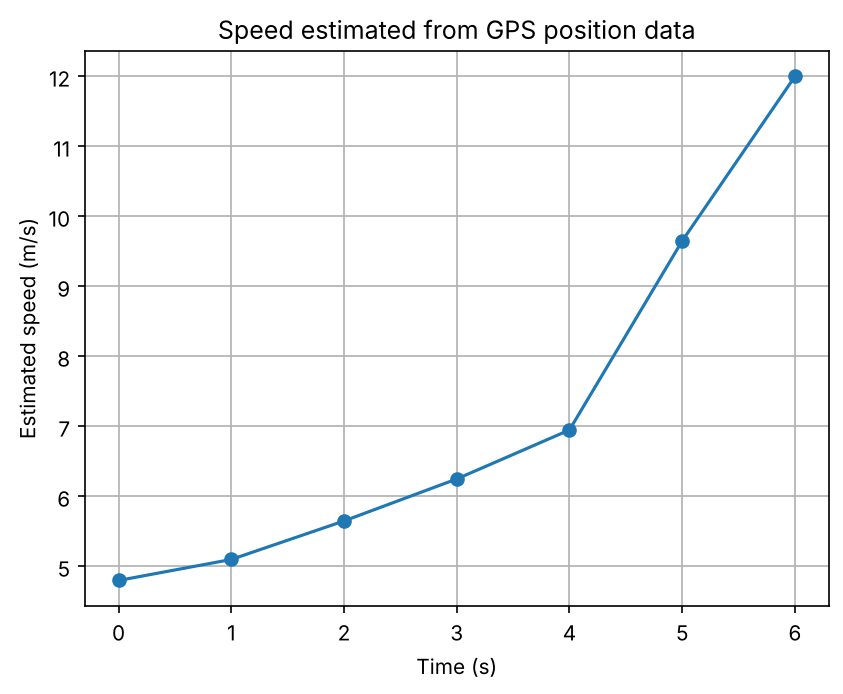 Speed estimated from GPS position data
12
11
10
9
8
7
6
5
Estimated speed (m/s)
0 1 2 3 4 5 6
Time (s)